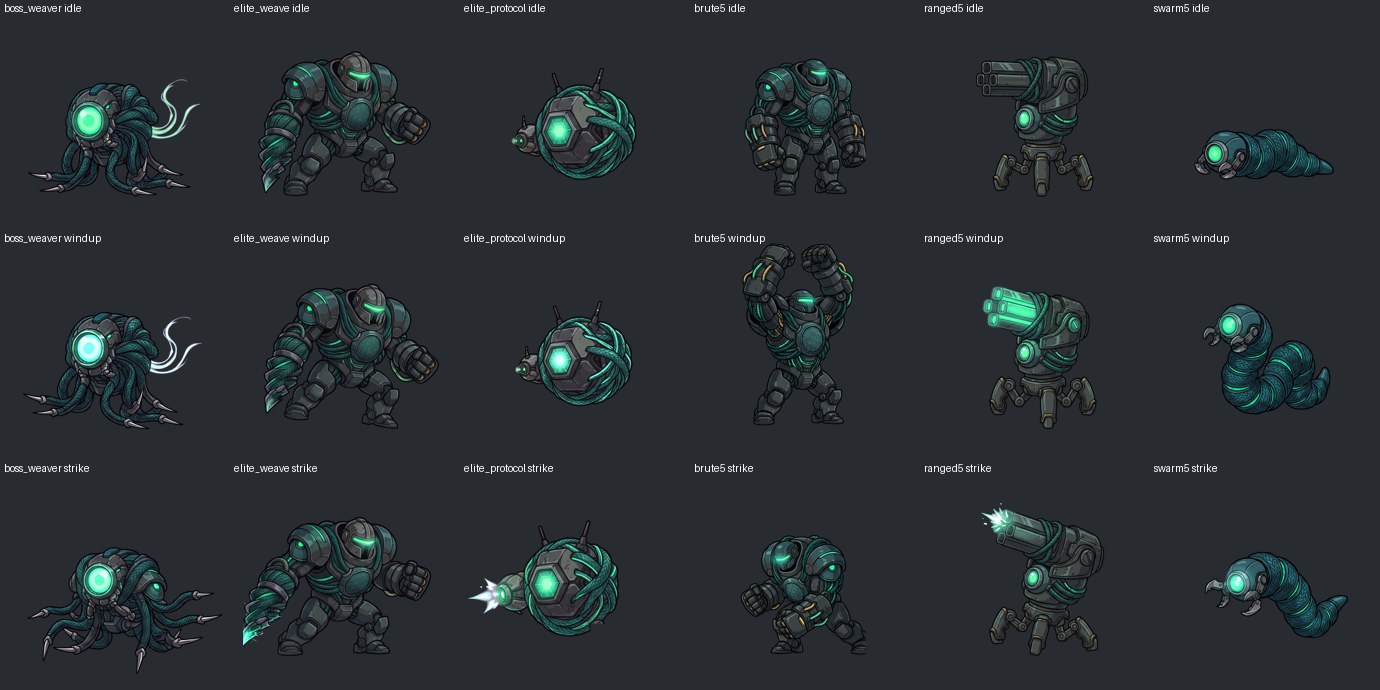 boss_weaver idle
elite_weave idle
elite_protocol idle
brute5 idle
ranged5 idle
swarm5 idle
boss_weaver windup
elite_weave windup
elite_protocol windup
brute5 windup
ranged5 windup
swarm5 windup
boss_weaver strike
elite_weave strike
elite_protocol strike
brute5 strike
ranged5 strike
swarm5 strike